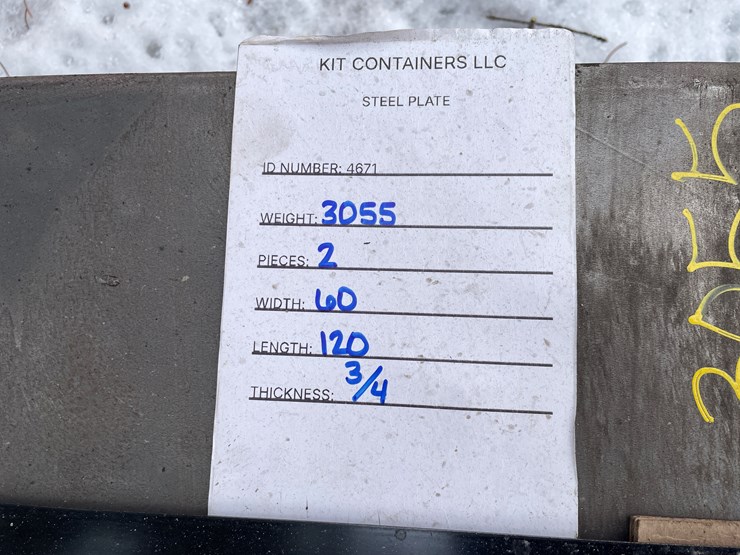 KIT CONTAINERS LLC
STEEL PLATE
ID NUMBER: 4671
WEIGHT: 3055
PIECES: 2
WIDTH: 60
LENGTH: 120
THICKNESS: 3/4
3055